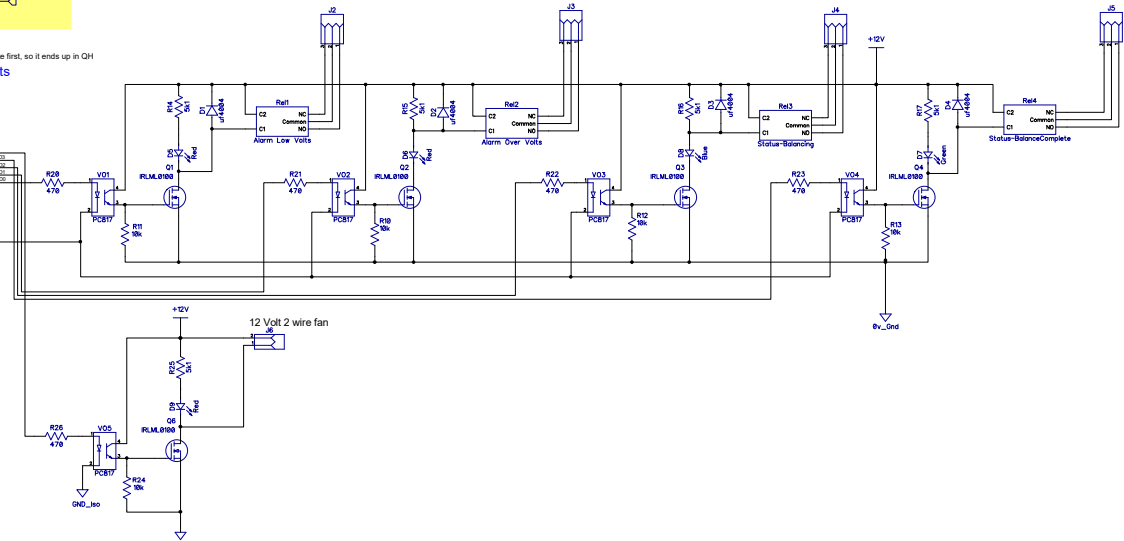 e first, so it ends up in QH
ts
J2
J3
J4
J5
+12V
R14
5k1
D1
uf4004
Rel1
C2
NC
Common
C1
NO
Alarm Low Volts
R15
5k1
D2
uf4004
Rel2
C2
NC
Common
C1
NO
Alarm Over Volts
R16
5k1
D3
uf4004
Rel3
C2
NC
Common
C1
NO
Status-Balancing
R17
5k1
D4
uf4004
Rel4
C2
NC
Common
C1
NO
Status-BalanceComplete
D5
Red
D6
Red
D8
Blue
D7
Green
R20
470
VO1
PC817
Q1
IRLML0100
R11
10k
R21
470
VO2
PC817
Q2
IRLML0100
R10
10k
R22
470
VO3
PC817
Q3
IRLML0100
R12
10k
R23
470
VO4
PC817
Q4
IRLML0100
R13
10k
0v_Gnd
+12V
12 Volt 2 wire fan
J6
R25
5k1
D9
Red
Q6
IRLML0100
R26
470
VO5
PC817
R24
10k
GND_Iso